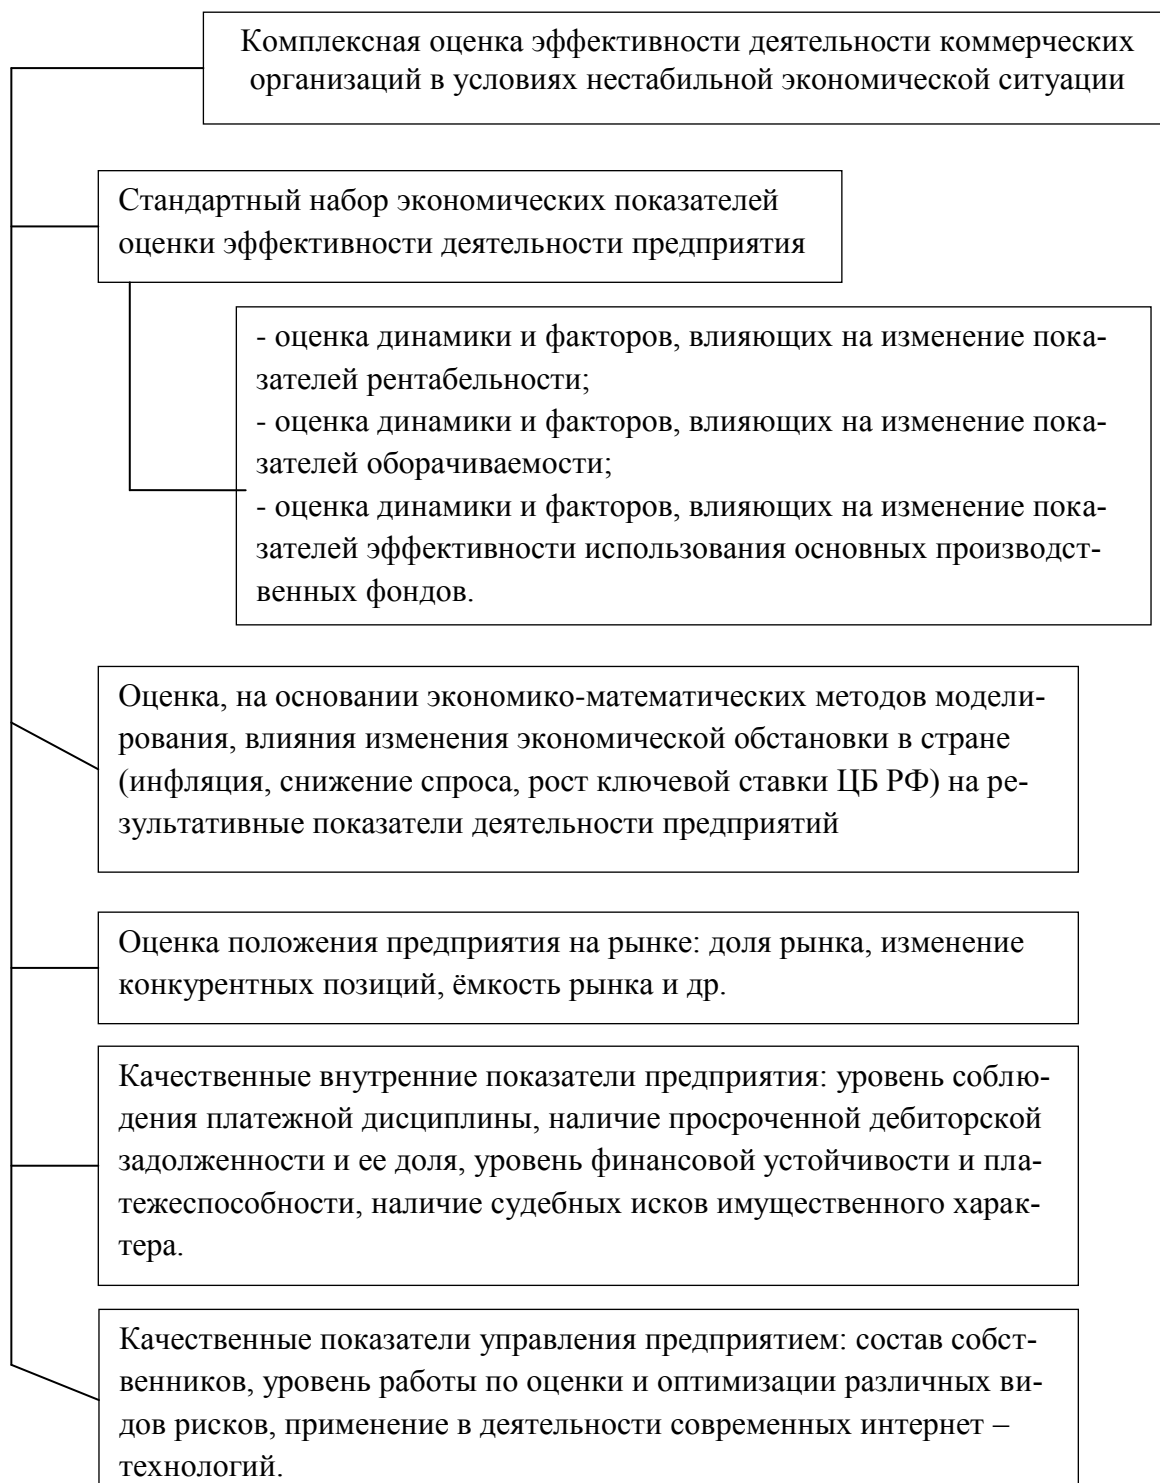 Комплексная оценка эффективности деятельности коммерческих
организаций в условиях нестабильной экономической ситуации
Стандартный набор экономических показателей
оценки эффективности деятельности предприятия
- оценка динамики и факторов, влияющих на изменение пока-
зателей рентабельности;
- оценка динамики и факторов, влияющих на изменение пока-
зателей оборачиваемости;
- оценка динамики и факторов, влияющих на изменение пока-
зателей эффективности использования основных производст-
венных фондов.
Оценка, на основании экономико-математических методов модели-
рования, влияния изменения экономической обстановки в стране
(инфляция, снижение спроса, рост ключевой ставки ЦБ РФ) на ре-
зультативные показатели деятельности предприятий
Оценка положения предприятия на рынке: доля рынка, изменение
конкурентных позиций, ёмкость рынка и др.
Качественные внутренние показатели предприятия: уровень соблю-
дения платежной дисциплины, наличие просроченной дебиторской
задолженности и ее доля, уровень финансовой устойчивости и пла-
тежеспособности, наличие судебных исков имущественного харак-
тера.
Качественные показатели управления предприятием: состав собст-
венников, уровень работы по оценки и оптимизации различных ви-
дов рисков, применение в деятельности современных интернет –
технологий.